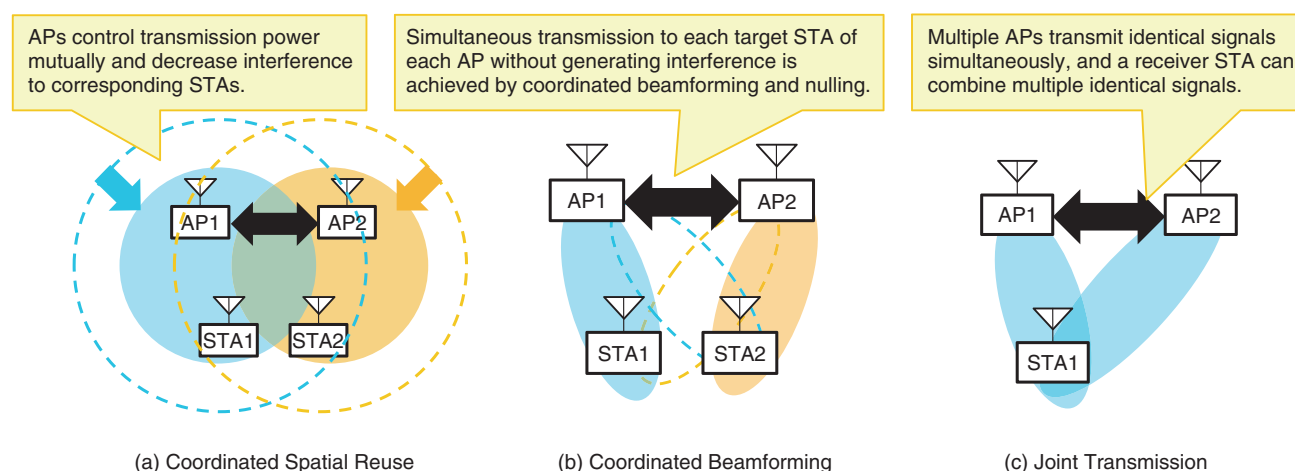 APs control transmission power
mutually and decrease interference
to corresponding STAs.
AP1
AP2
STA1
STA2
(a) Coordinated Spatial Reuse
Simultaneous transmission to each target STA of
each AP without generating interference is
achieved by coordinated beamforming and nulling.
AP1
AP2
STA1
STA2
(b) Coordinated Beamforming
Multiple APs transmit identical signals
simultaneously, and a receiver STA can
combine multiple identical signals.
AP1
AP2
STA1
(c) Joint Transmission